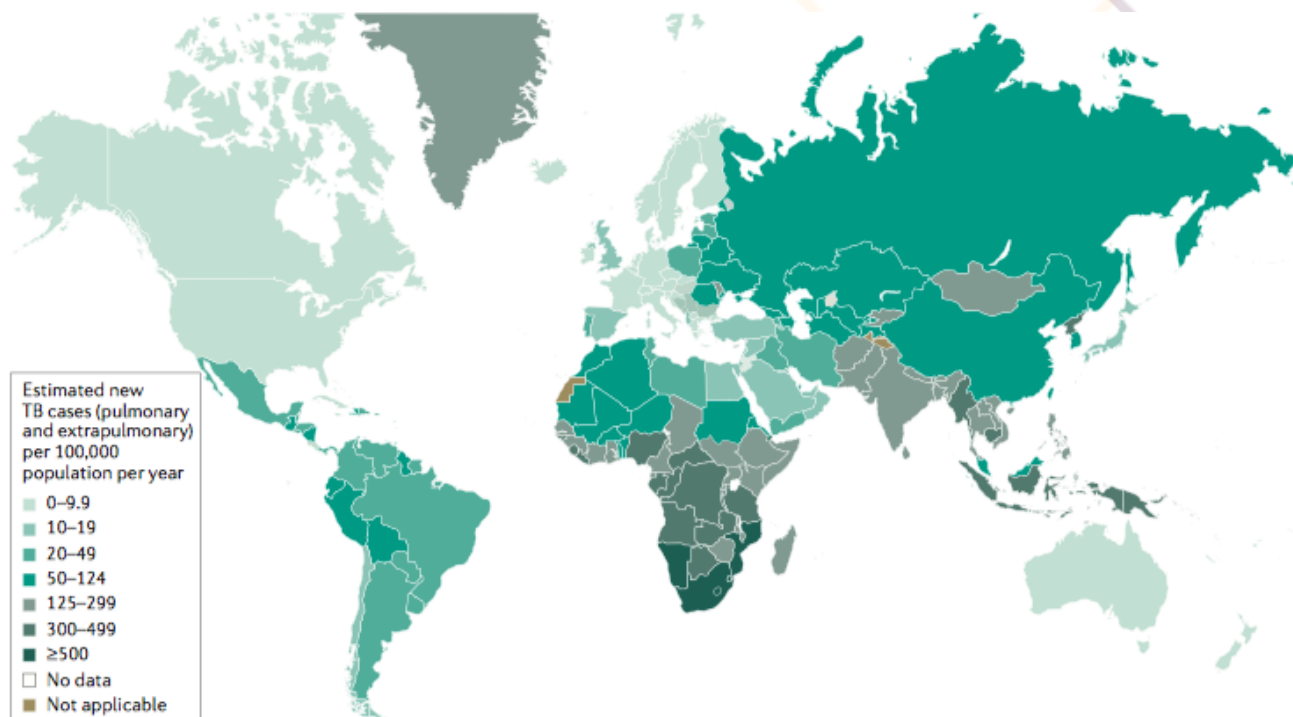 Estimated new
TB cases (pulmonary
and extrapulmonary)
per 100,000
population per year
0–9.9
10–19
20–49
50–124
125–299
300–499
≥500
No data
Not applicable